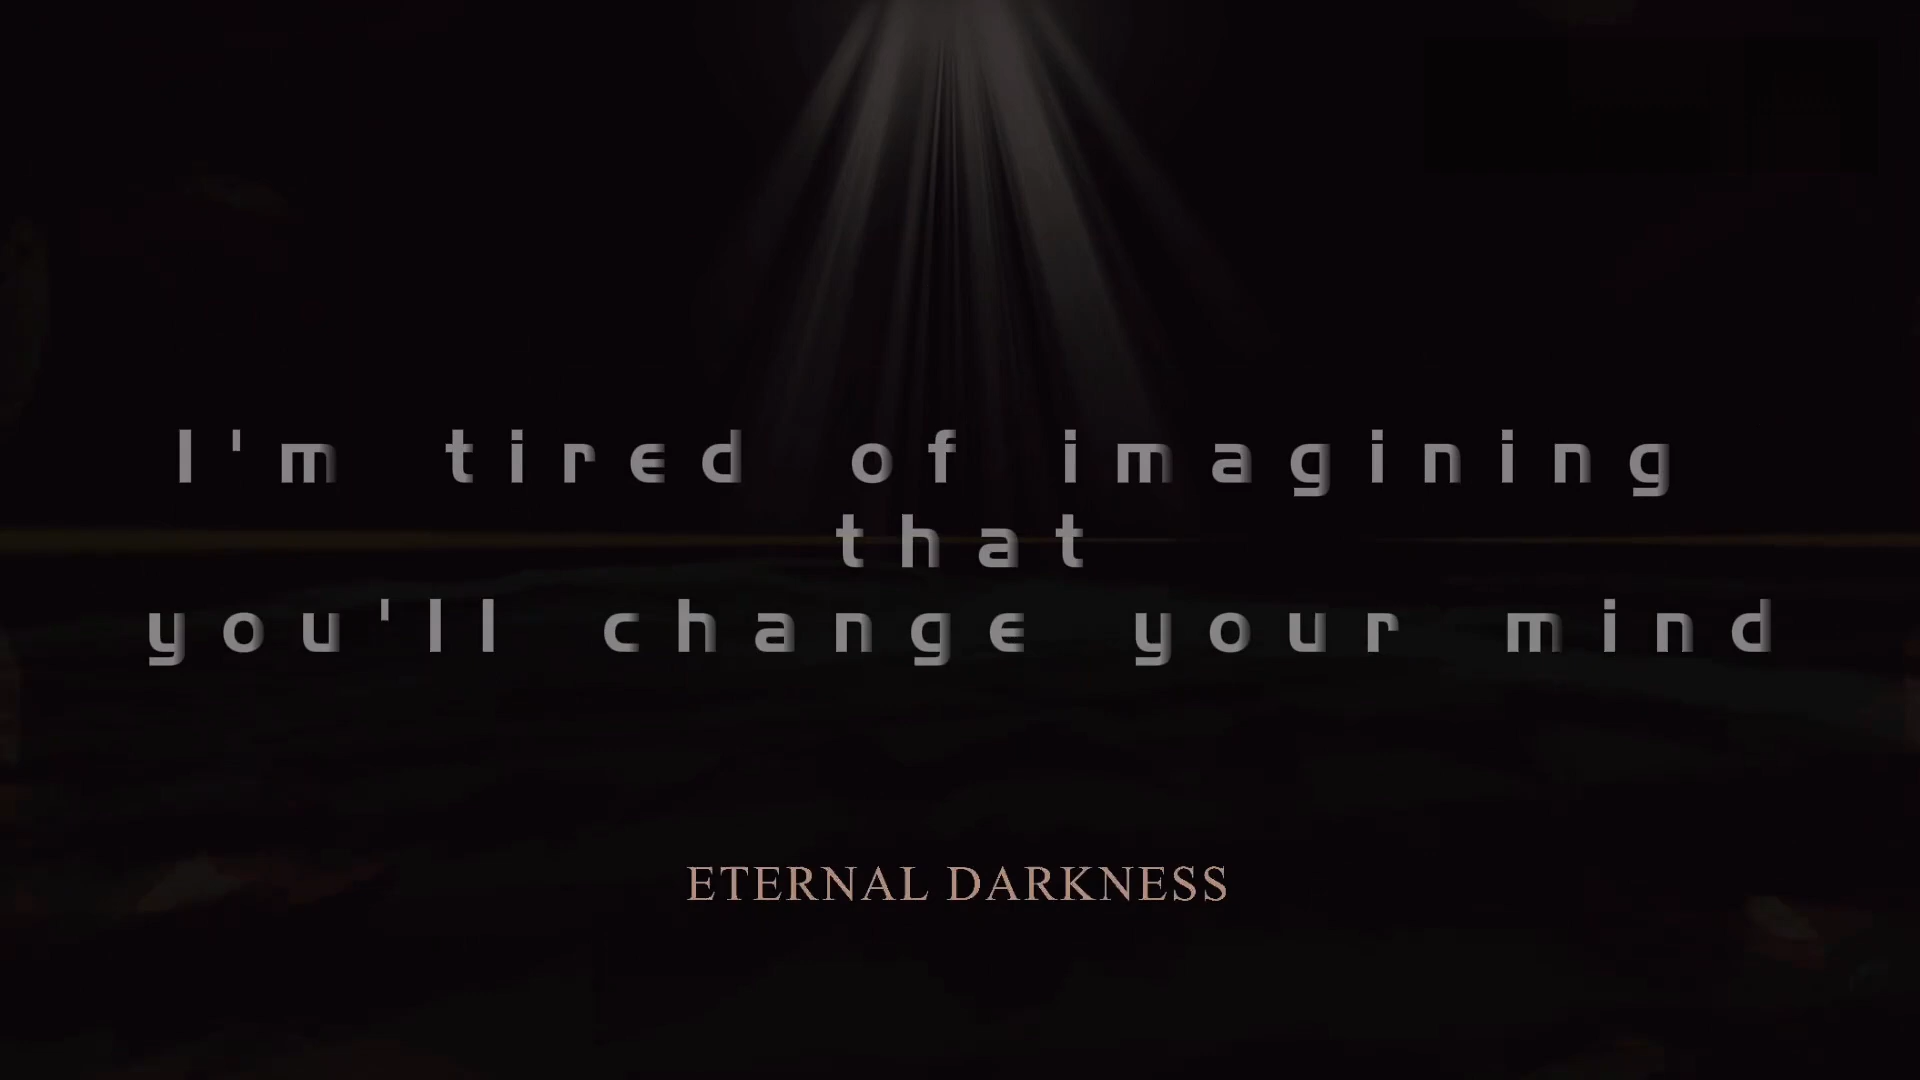 I'm tired of imagining
that
you'll change your mind
ETERNAL DARKNESS